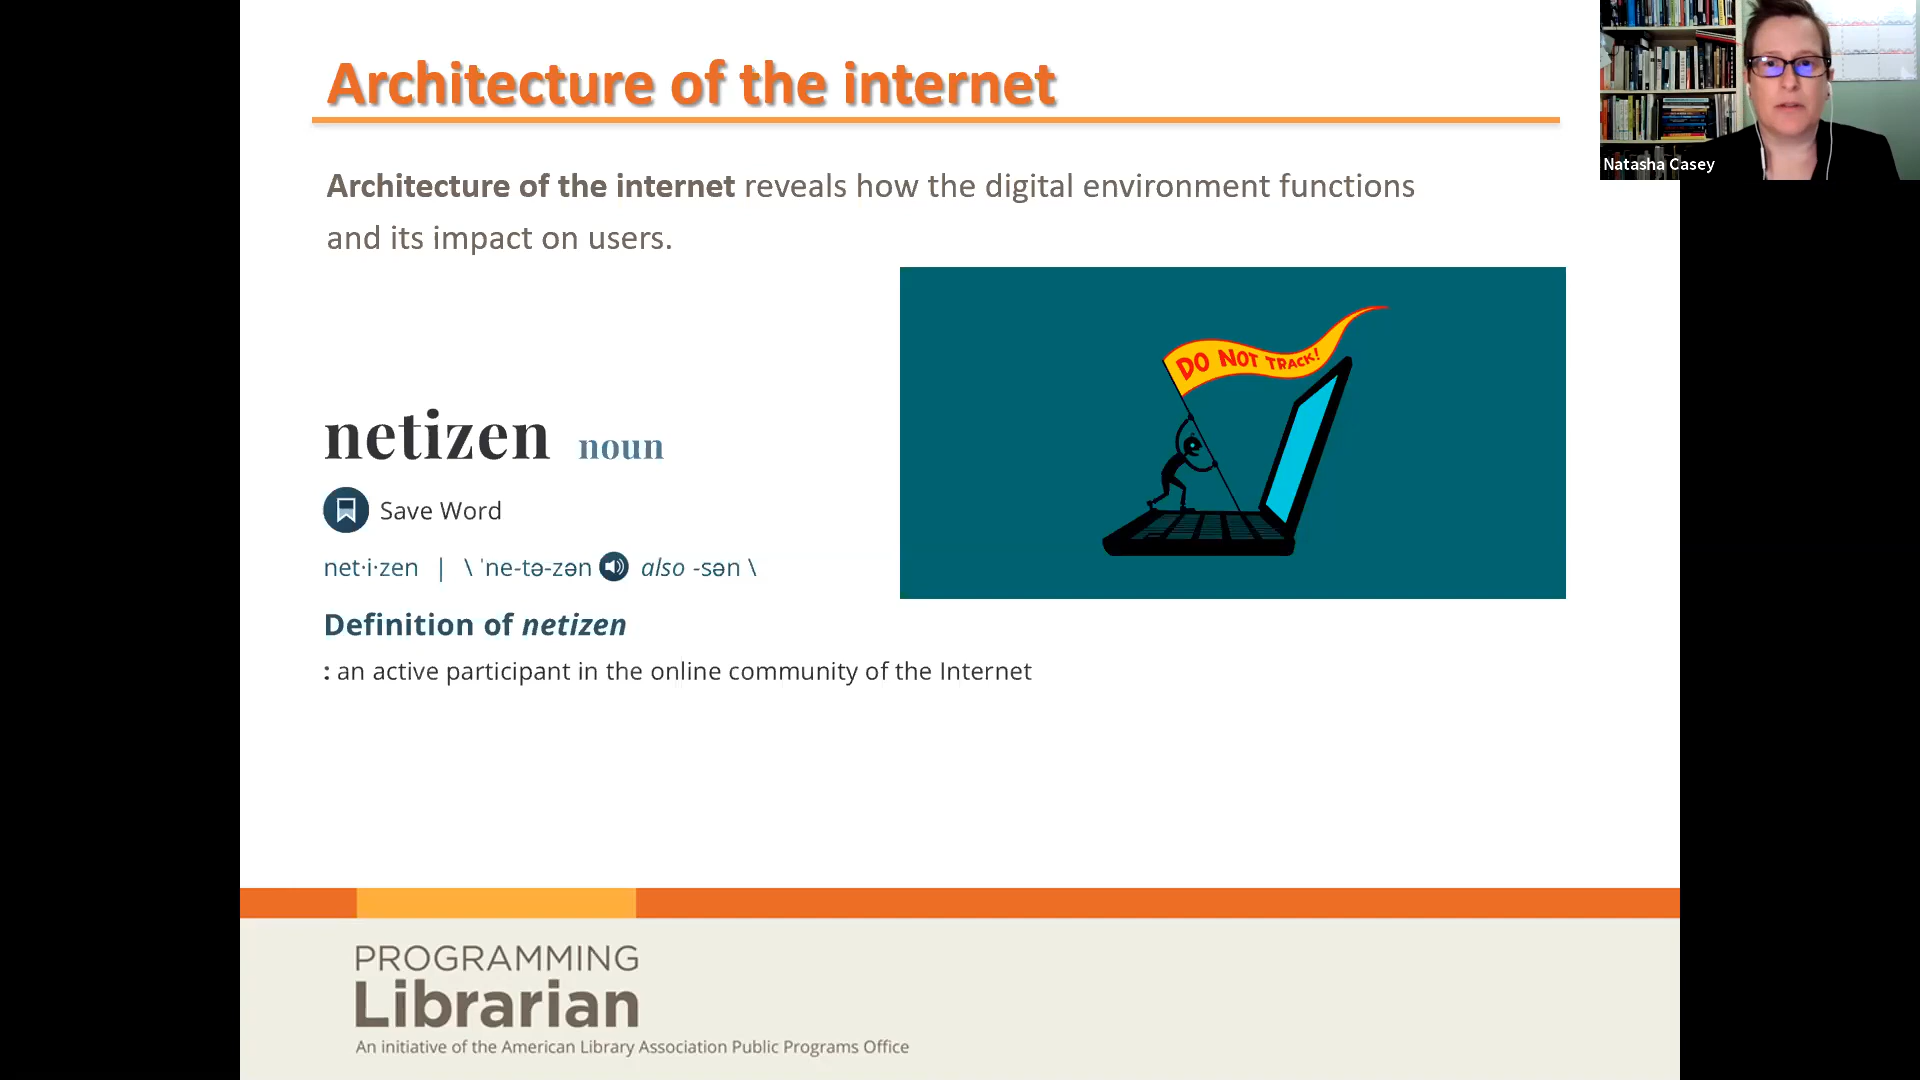 Architecture of the internet
Natasha Casey
Architecture of the internet reveals how the digital environment functions
and its impact on users.
DO NOT TRACK!
netizen noun
Save Word
net·i·zen | \ ˈne-tə-zən also -sən \
Definition of netizen
: an active participant in the online community of the Internet
PROGRAMMING
Librarian
An initiative of the American Library Association Public Programs Office